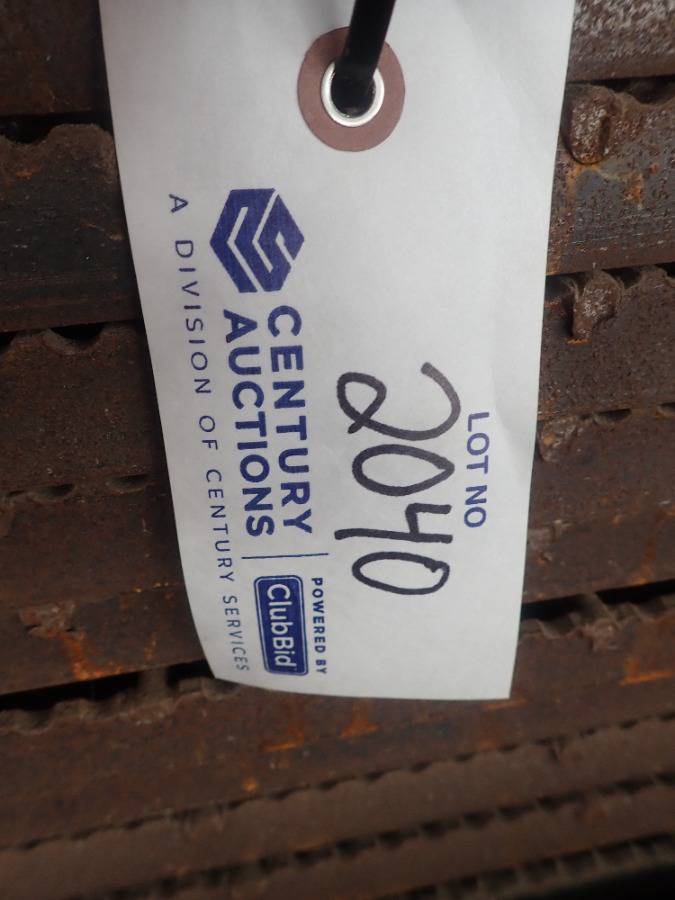 LOT NO
2040
CENTURY
AUCTIONS
POWERED BY
ClubBid
A DIVISION OF CENTURY SERVICES